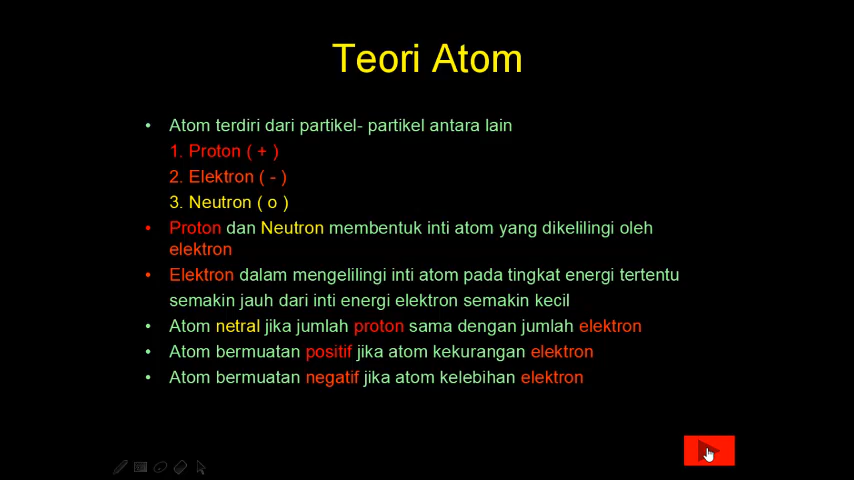 Teori Atom
• Atom terdiri dari partikel- partikel antara lain
1. Proton ( + )
2. Elektron ( - )
3. Neutron ( o )
• Proton dan Neutron membentuk inti atom yang dikelilingi oleh
elektron
• Elektron dalam mengelilingi inti atom pada tingkat energi tertentu
semakin jauh dari inti energi elektron semakin kecil
• Atom netral jika jumlah proton sama dengan jumlah elektron
• Atom bermuatan positif jika atom kekurangan elektron
• Atom bermuatan negatif jika atom kelebihan elektron